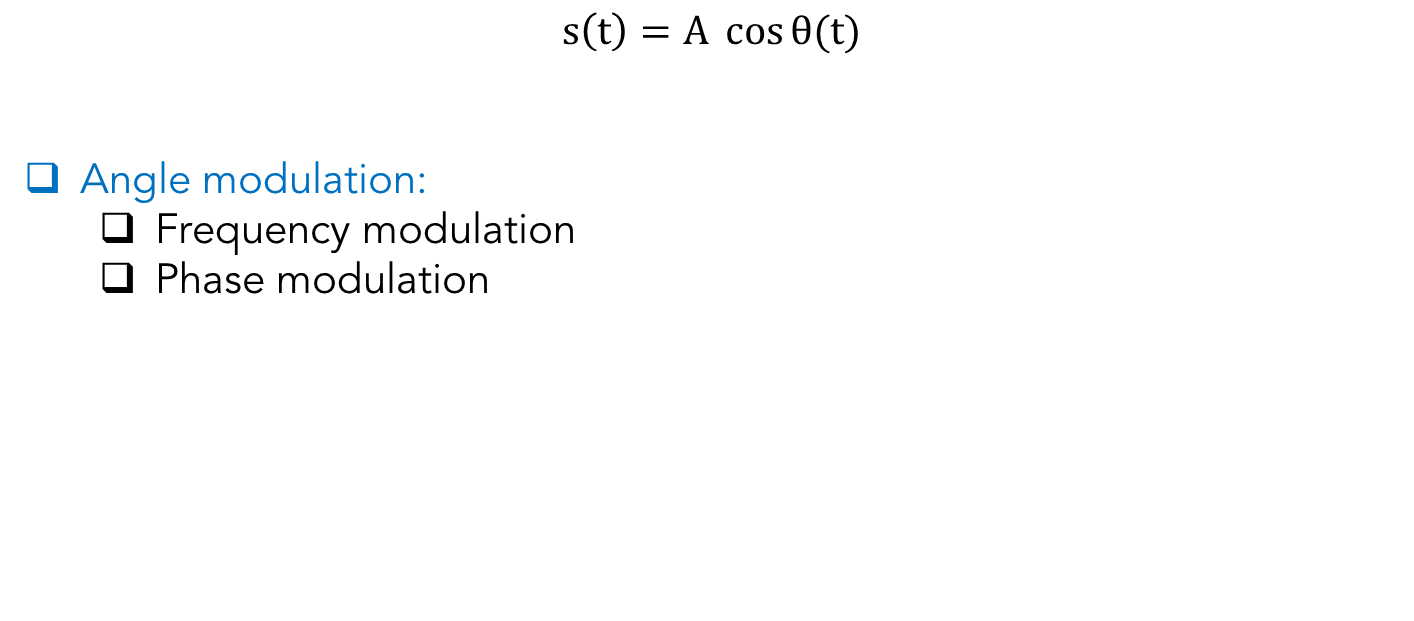 s(t) = A cos θ(t)
❑ Angle modulation:
❑ Frequency modulation
❑ Phase modulation